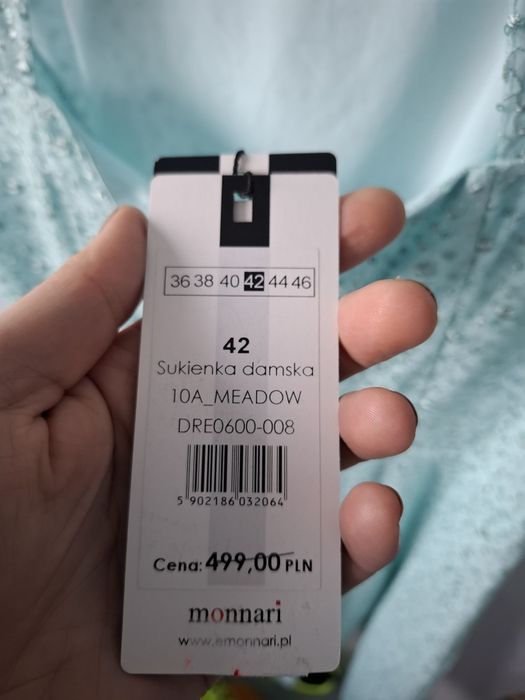 36 38 40 42 44 46
42
Sukienka damska
10A_MEADOW
DRE0600-008
5 902186 032064
Cena: 499,00 PLN
monnari
www.emonnari.pl